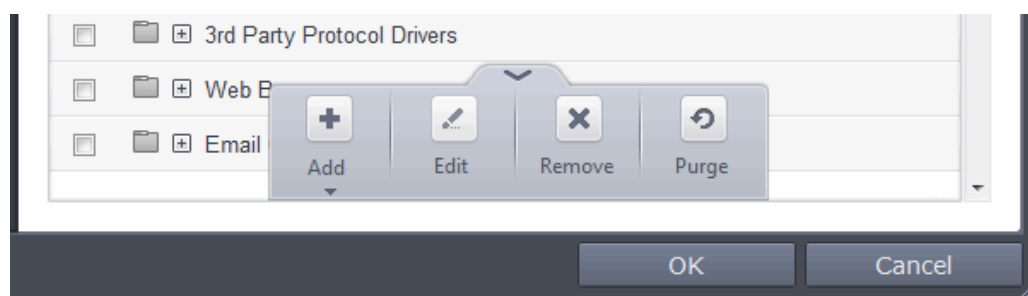 3rd Party Protocol Drivers
Web B
Email
Add Edit Remove Purge
OK Cancel